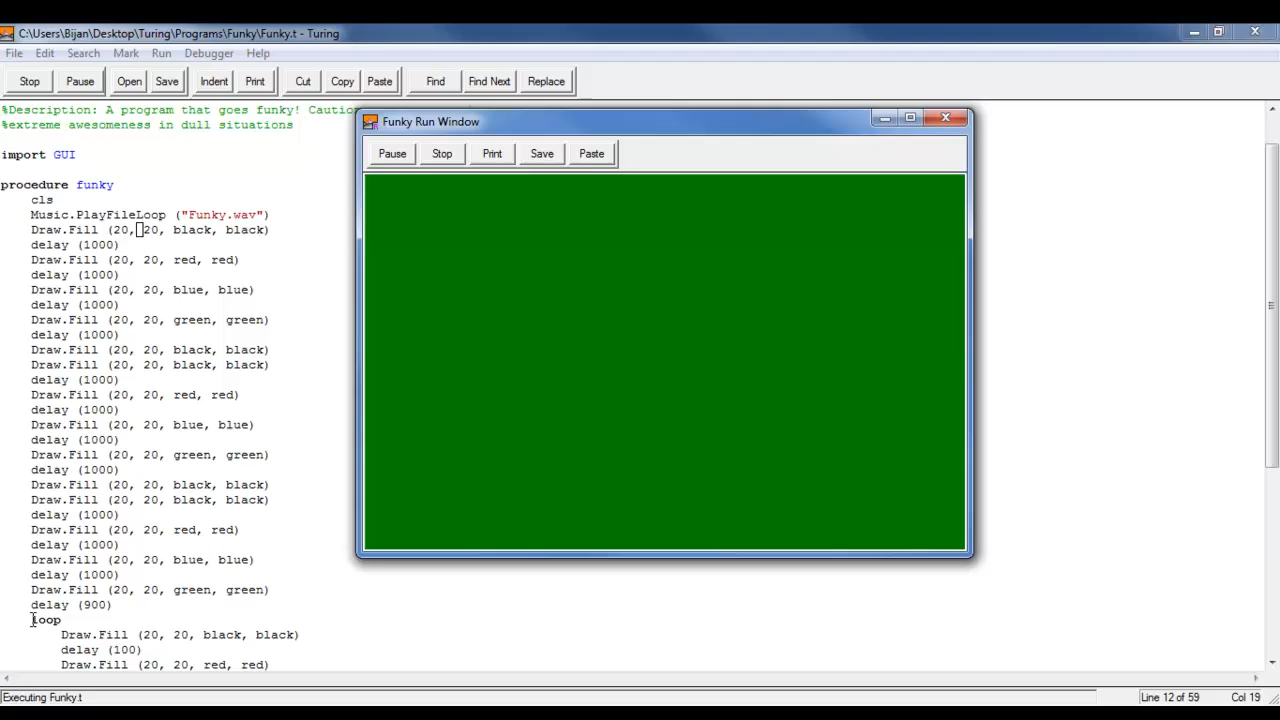 C:\Users\Bijan\Desktop\Turing\Programs\Funky\Funky.t - Turing
File Edit Search Mark Run Debugger Help
Stop Pause Open Save Indent Print Cut Copy Paste Find Find Next Replace
%Description: A program that goes funky!
%extreme awesomeness in dull situations
import GUI
procedure funky
cls
Music.PlayFileLoop ("Funky.wav")
Draw.Fill (20, 20, black, black)
delay (1000)
Draw.Fill (20, 20, red, red)
delay (1000)
Draw.Fill (20, 20, blue, blue)
delay (1000)
Draw.Fill (20, 20, green, green)
delay (1000)
Draw.Fill (20, 20, black, black)
Draw.Fill (20, 20, black, black)
delay (1000)
Draw.Fill (20, 20, red, red)
delay (1000)
Draw.Fill (20, 20, blue, blue)
delay (1000)
Draw.Fill (20, 20, green, green)
delay (1000)
Draw.Fill (20, 20, black, black)
Draw.Fill (20, 20, black, black)
delay (1000)
Draw.Fill (20, 20, red, red)
delay (1000)
Draw.Fill (20, 20, blue, blue)
delay (1000)
Draw.Fill (20, 20, green, green)
delay (900)
loop
Draw.Fill (20, 20, black, black)
delay (100)
Draw.Fill (20, 20, red, red)
Funky Run Window
Pause Stop Print Save Paste
Executing Funky.t
Line 12 of 59 Col 19